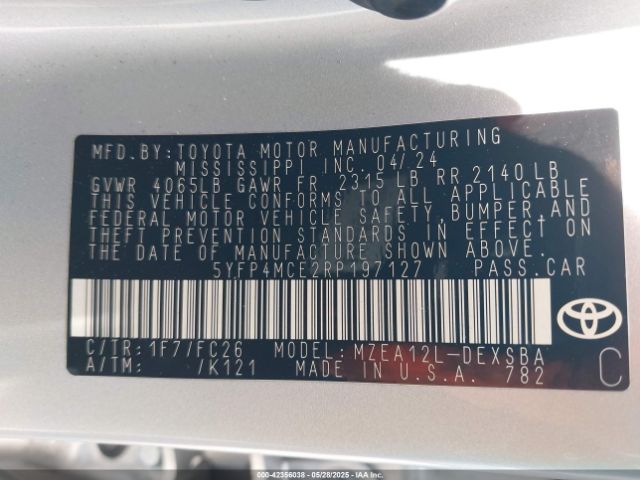 MFD.BY:TOYOTA MOTOR MANUFACTURING
MISSISSIPPI INC. 04/24
GVWR 4065LB GAWR FR 2315 LB RR 2140LB
THIS VEHICLE CONFORMS TO ALL APPLICABLE
FEDERAL MOTOR VEHICLE SAFETY, BUMPER, AND
THEFT PREVENTION STANDARDS IN EFFECT ON
THE DATE OF MANUFACTURE SHOWN ABOVE.
5YFP4MCE2RP197127 PASS.CAR
C/TR:1F7/FC26 MODEL:MZEA12L-DEXSBA
A/TM: /K121 MADE IN U.S.A. 782
C
000-42356038 | 05/28/2025 | IAA Inc.